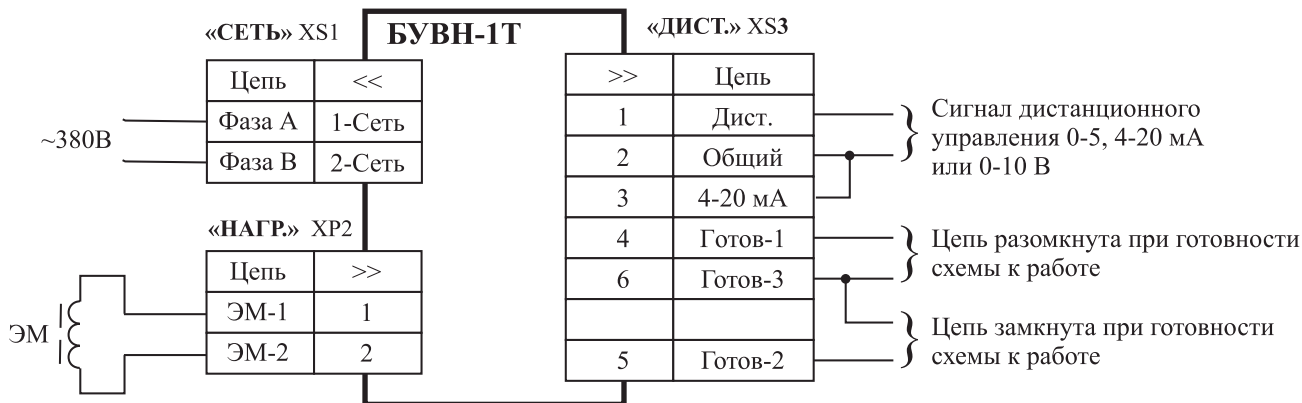 «СЕТЬ» XS1
БУВН-1Т
«ДИСТ.» XS3
Цепь <<
Фаза А 1-Сеть
Фаза В 2-Сеть
~380В
«НАГР.» XP2
Цепь >>
ЭМ-1 1
ЭМ-2 2
ЭМ
>> Цепь
1 Дист.
2 Общий
3 4-20 мА
4 Готов-1
6 Готов-3
5 Готов-2
Сигнал дистанционного
управления 0-5, 4-20 мА
или 0-10 В
Цепь разомкнута при готовности
схемы к работе
Цепь замкнута при готовности
схемы к работе